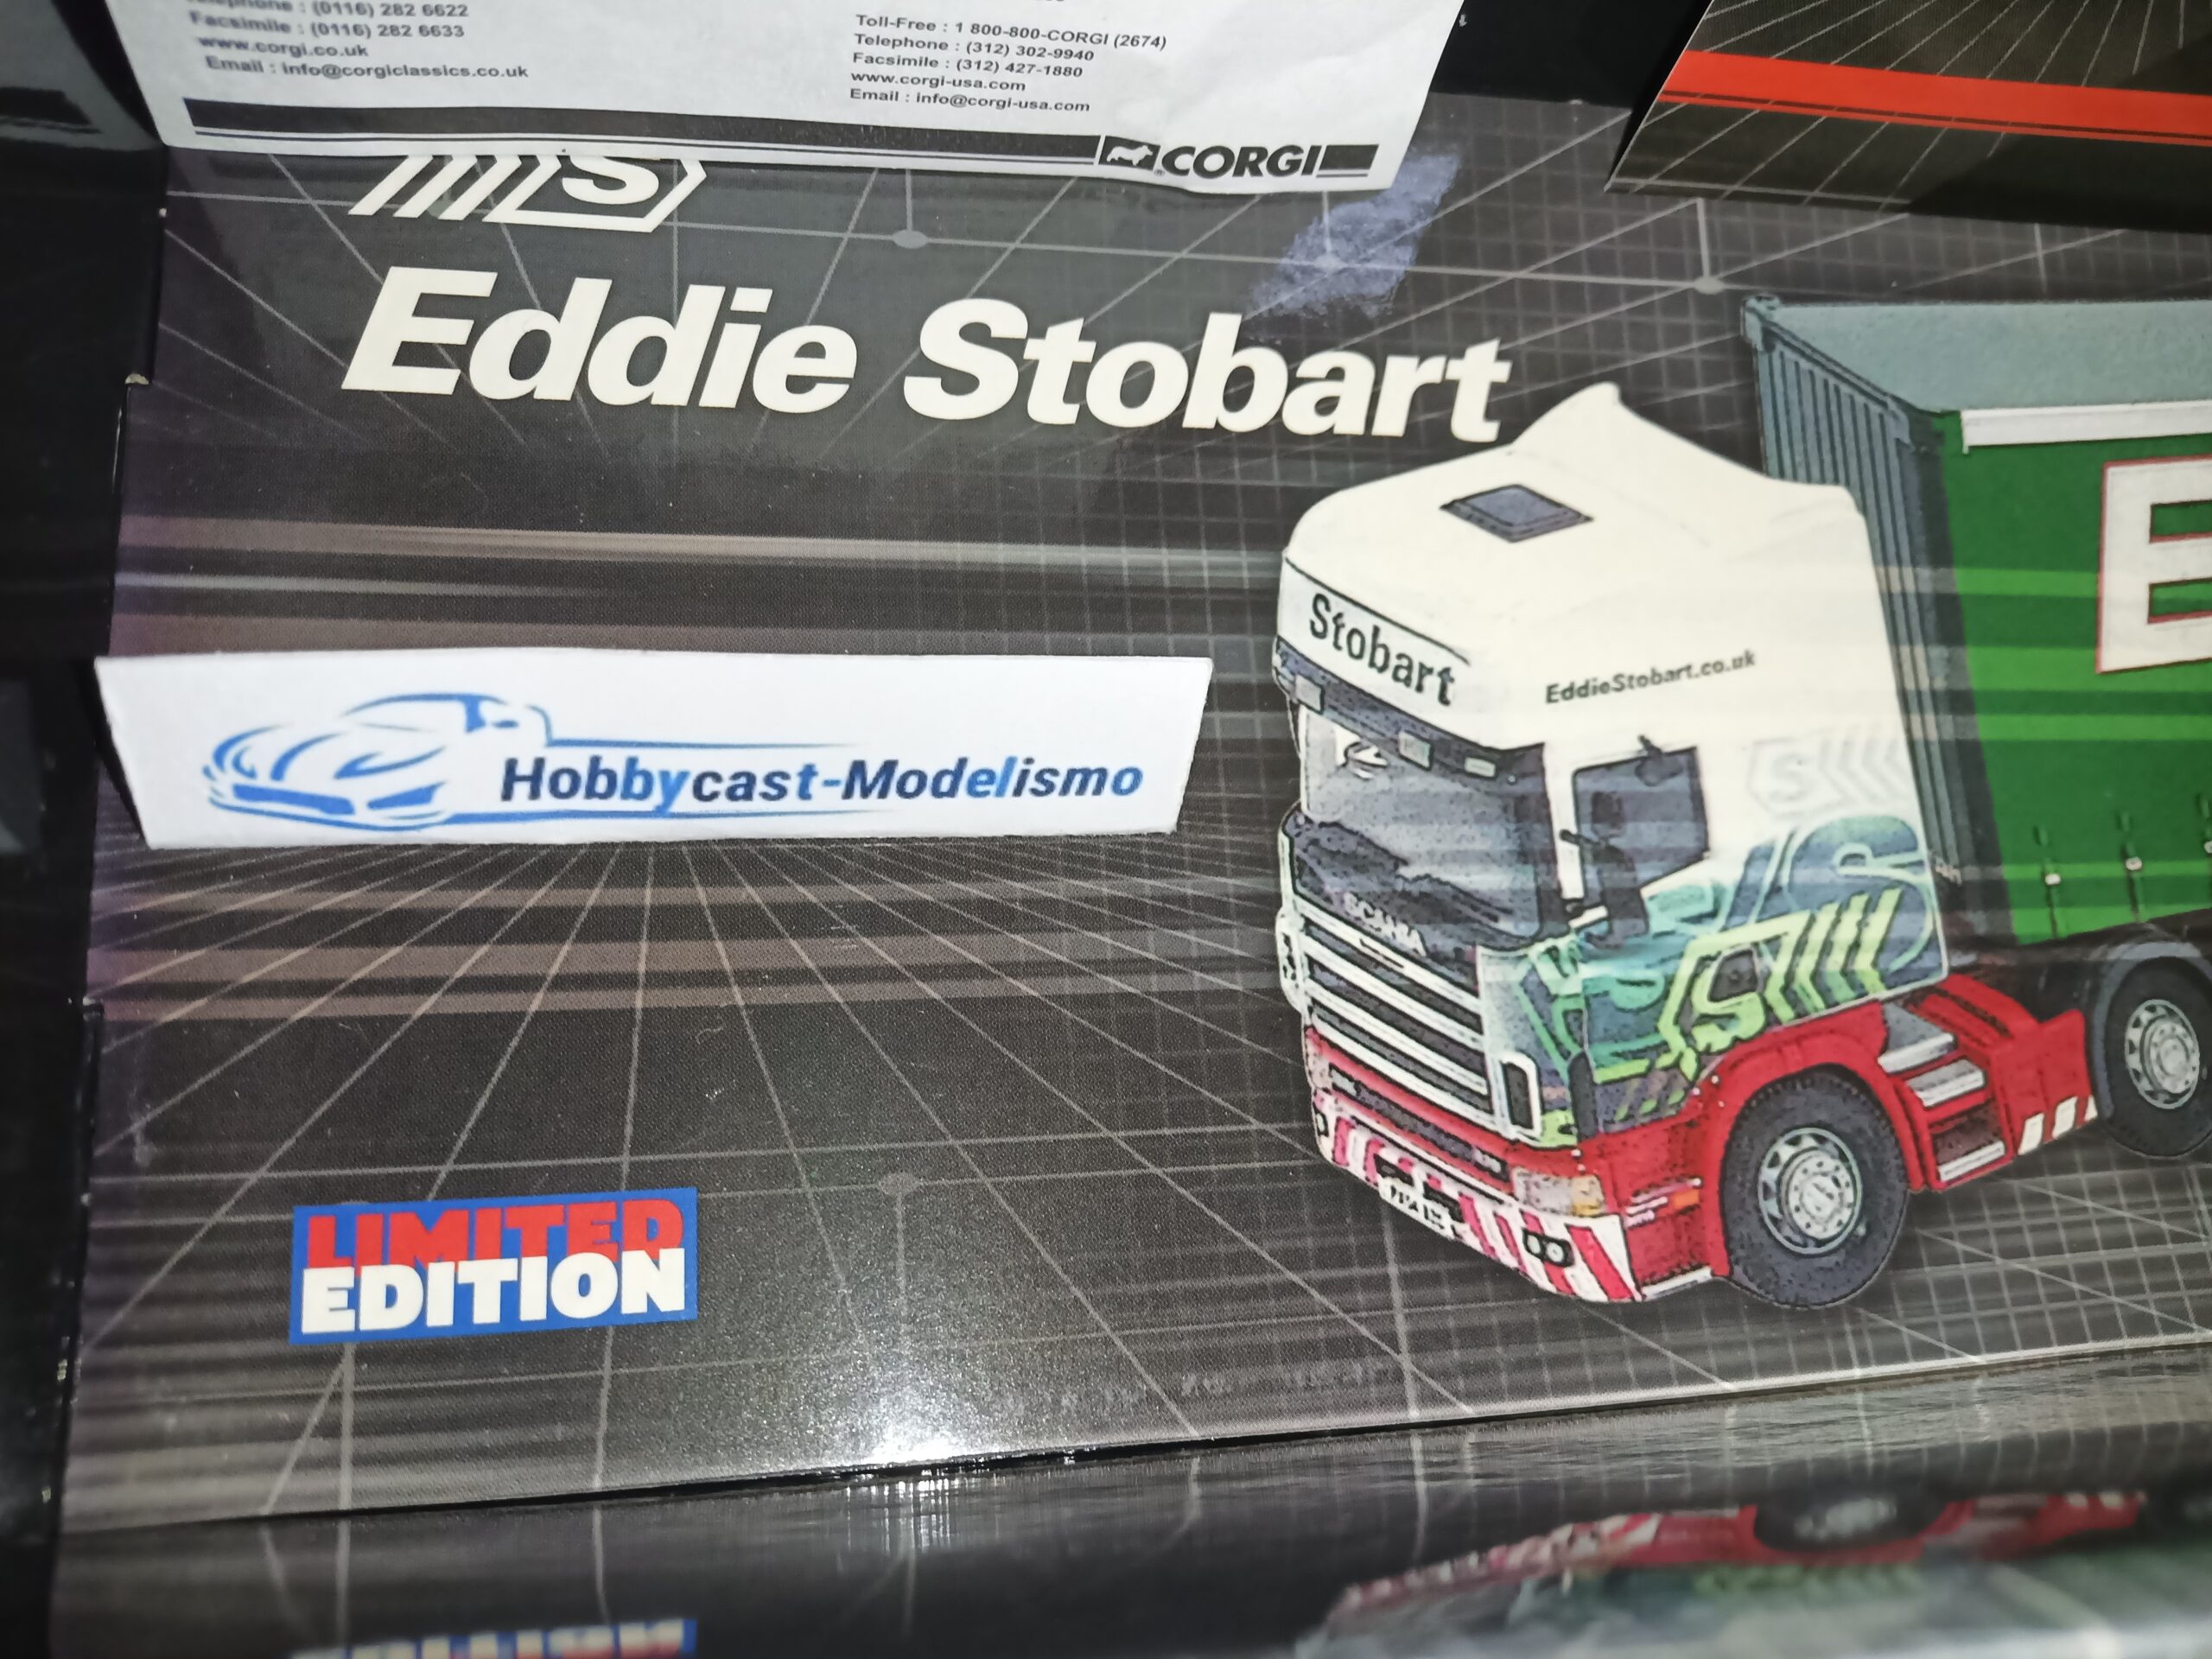 Telephone : (0116) 282 6622
Facsimile : (0116) 282 6633
www.corgi.co.uk
Email : info@corgiclassics.co.uk
Toll-Free : 1 800-800-CORGI (2674)
Telephone : (312) 302-9940
Facsimile : (312) 427-1880
www.corgi-usa.com
Email : info@corgi-usa.com
CORGI
S
Eddie Stobart
E
Stobart
EddieStobart.co.uk
S
Hobbycast-Modelismo
SCANIA
S
S
LIMITED
EDITION